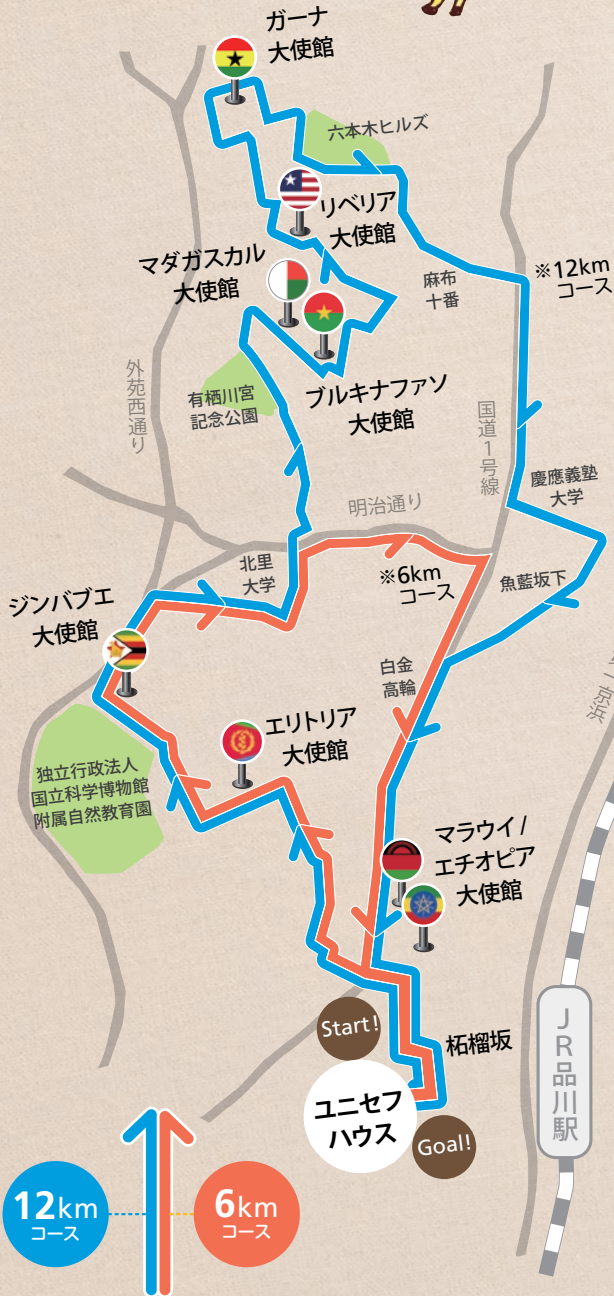 ガーナ
大使館
六本木ヒルズ
リベリア
大使館
マダガスカル
大使館
※12km
コース
麻布
十番
ブルキナファソ
大使館
有栖川宮
記念公園
外苑西通り
国道1号線
慶應義塾
大学
明治通り
北里
大学
※6km
コース
魚藍坂下
ジンバブエ
大使館
白金
高輪
京浜
エリトリア
大使館
独立行政法人
国立科学博物館
附属自然教育園
マラウイ/
エチオピア
大使館
Start!
柘榴坂
JR品川駅
ユニセフ
ハウス
Goal!
12km
コース
6km
コース